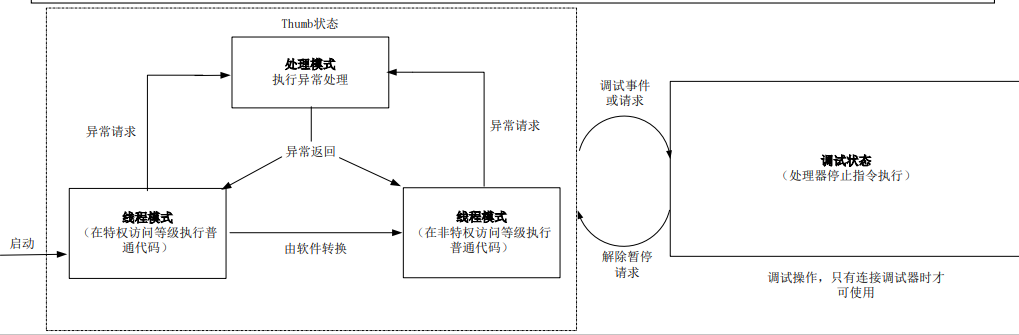 Thumb状态
处理模式
执行异常处理
异常请求
异常请求
异常返回
线程模式
（在特权访问等级执行普
通代码）
线程模式
（在非特权访问等级执行
普通代码）
启动
由软件转换
调试事件
或请求
调试状态
（处理器停止指令执行）
解除暂停
请求
调试操作，只有连接调试器时才
可使用